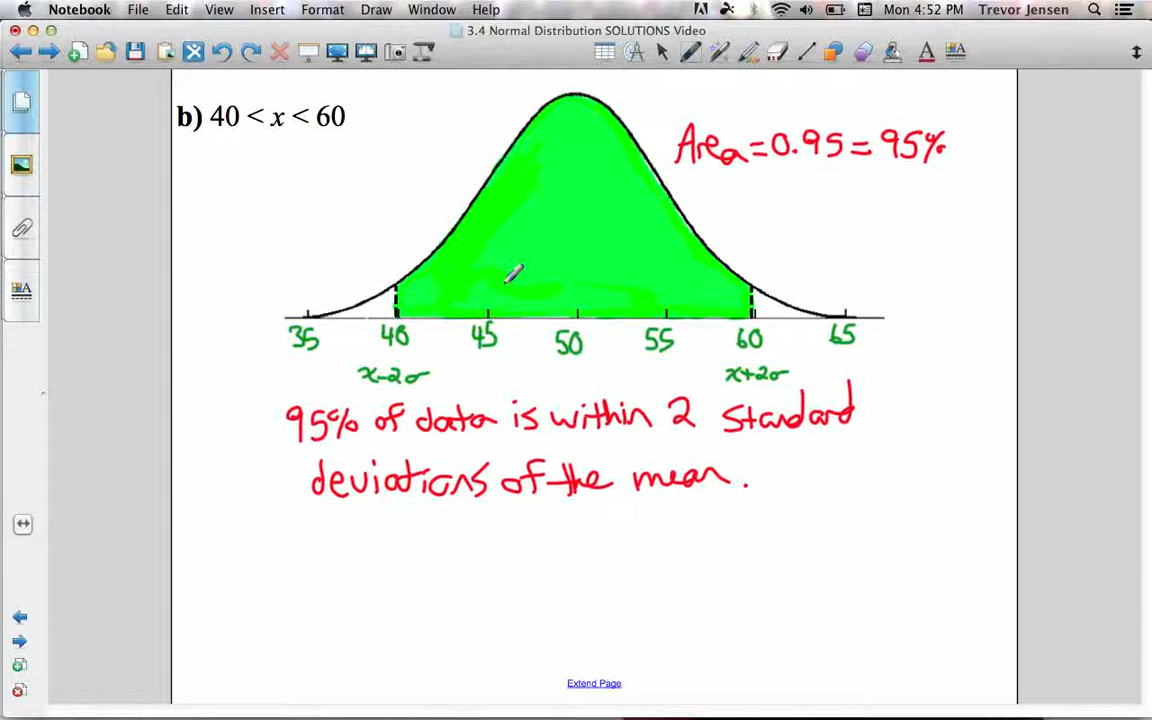 Notebook File Edit View Insert Format Draw Window Help Mon 4:52 PM Trevor Jensen
3.4 Normal Distribution SOLUTIONS Video
b) 40 < x < 60
Area = 0.95 = 95%
35 40 45 50 55 60 65
x-2σ x+2σ
95% of data is within 2 standard
deviations of the mean.
Extend Page